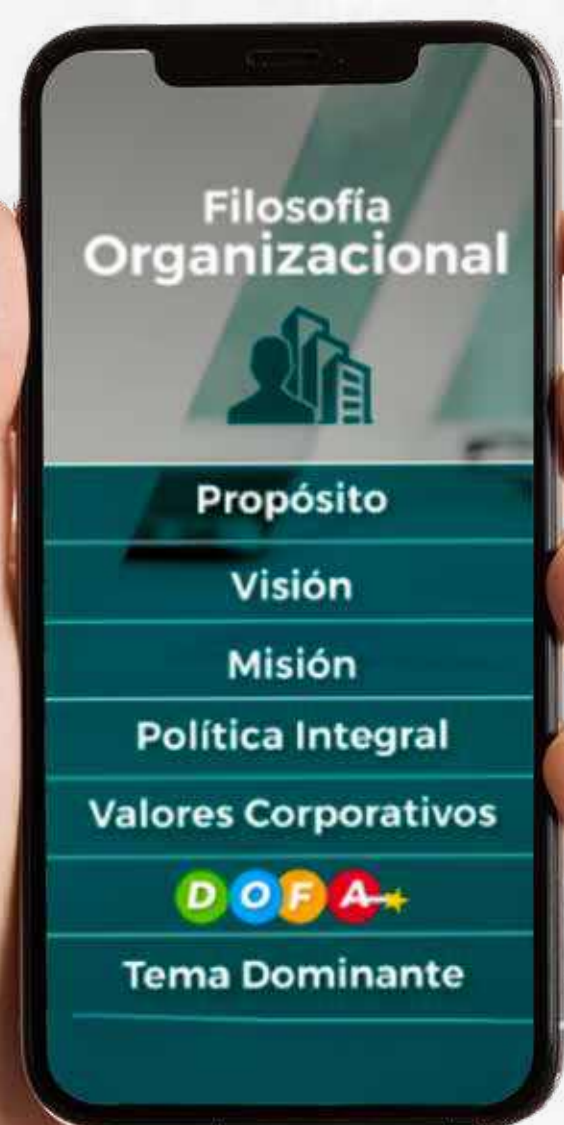 Filosofía
Organizacional
Propósito
Visión
Misión
Política Integral
Valores Corporativos
DOFA
Tema Dominante